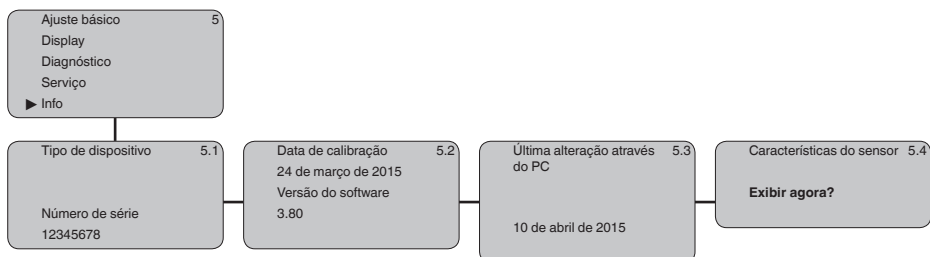 Ajuste básico 5
Display
Diagnóstico
Serviço
▶ Info
Tipo de dispositivo 5.1
Número de série
12345678
Data de calibração 5.2
24 de março de 2015
Versão do software
3.80
Última alteração através 5.3
do PC
10 de abril de 2015
Características do sensor 5.4
Exibir agora?